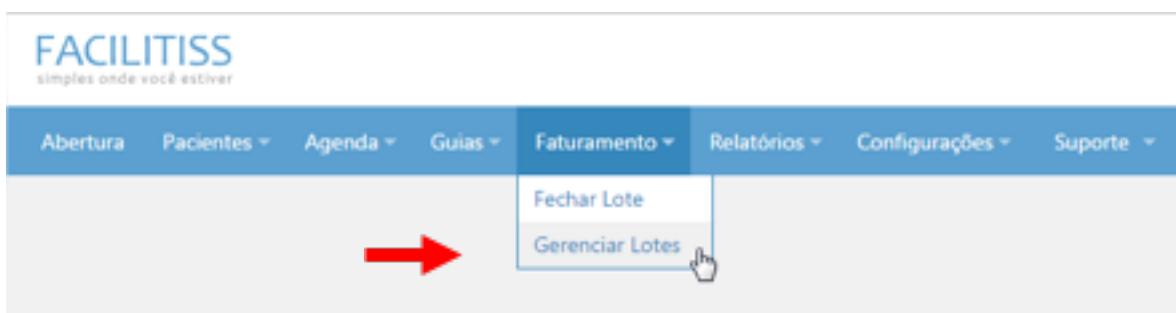 FACILITISS
simples onde você estiver
Abertura Pacientes Agenda Guias Faturamento Relatórios Configurações Suporte
Fechar Lote
Gerenciar Lotes